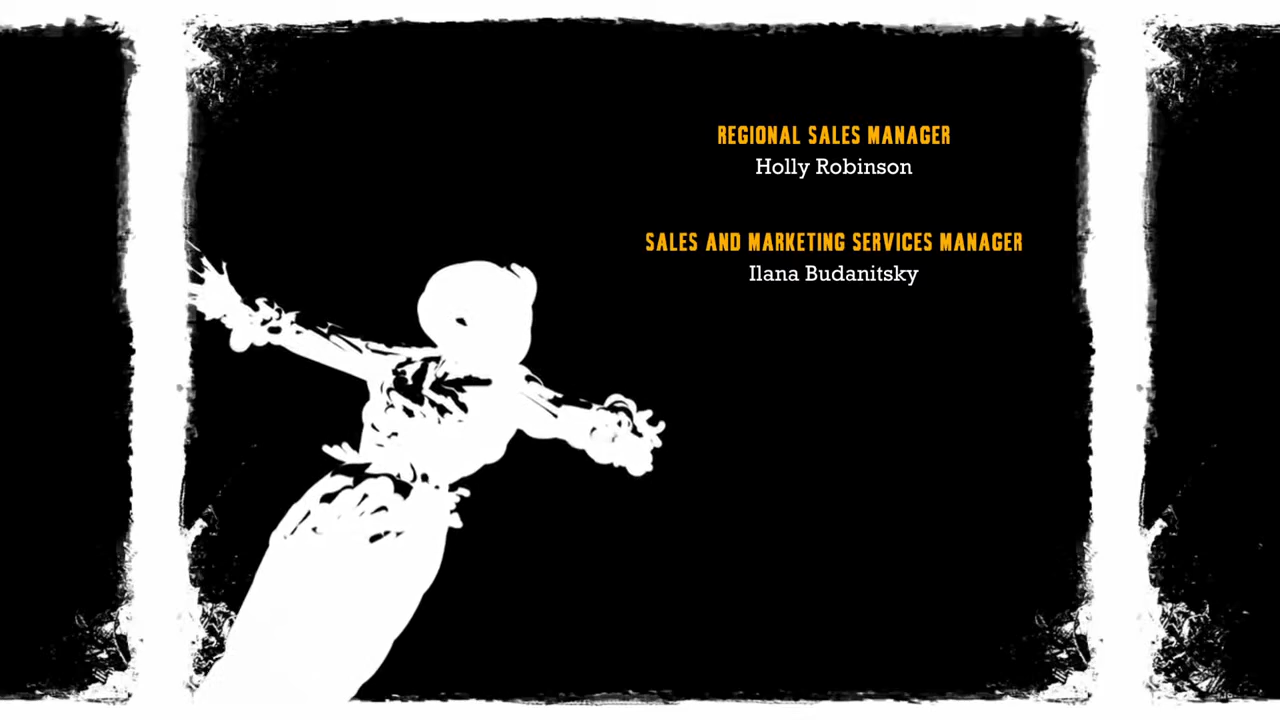 REGIONAL SALES MANAGER
Holly Robinson
SALES AND MARKETING SERVICES MANAGER
Ilana Budanitsky